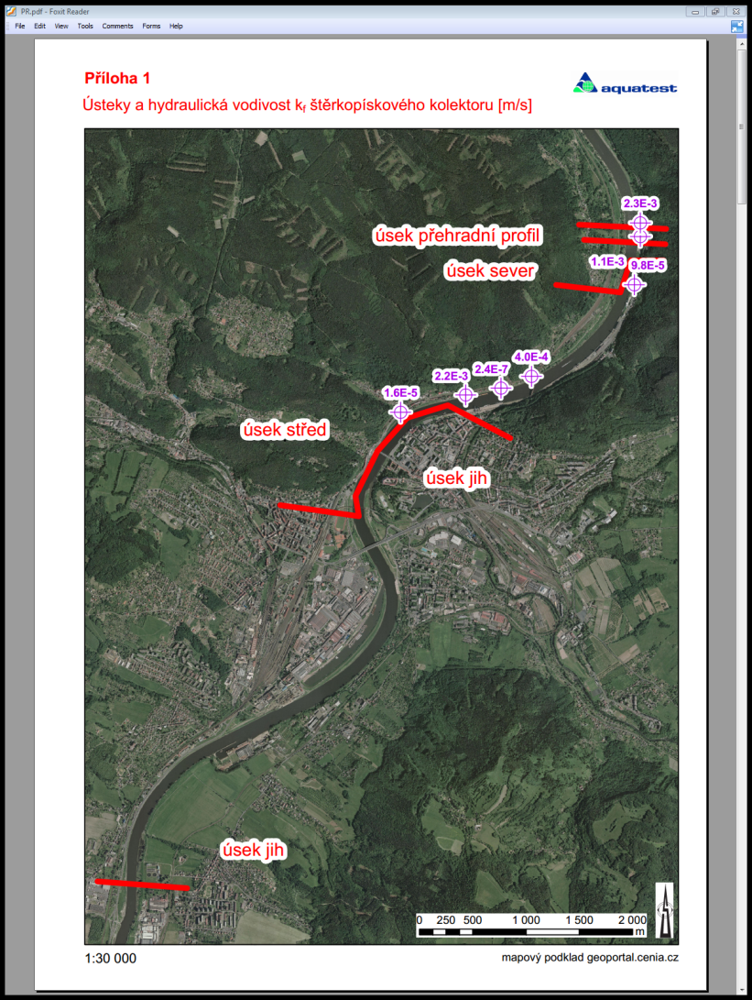 PR.pdf - Foxit Reader
File Edit View Tools Comments Forms Help
Příloha 1
aquatest
Ústeky a hydraulická vodivost kf štěrkopískového kolektoru [m/s]
2.3E-3
úsek přehradní profil
1.1E-3
9.8E-5
úsek sever
4.0E-4
2.4E-7
2.2E-3
1.6E-5
úsek střed
úsek jih
úsek jih
0 250 500 1 000 1 500 2 000
m
1:30 000
mapový podklad geoportal.cenia.cz